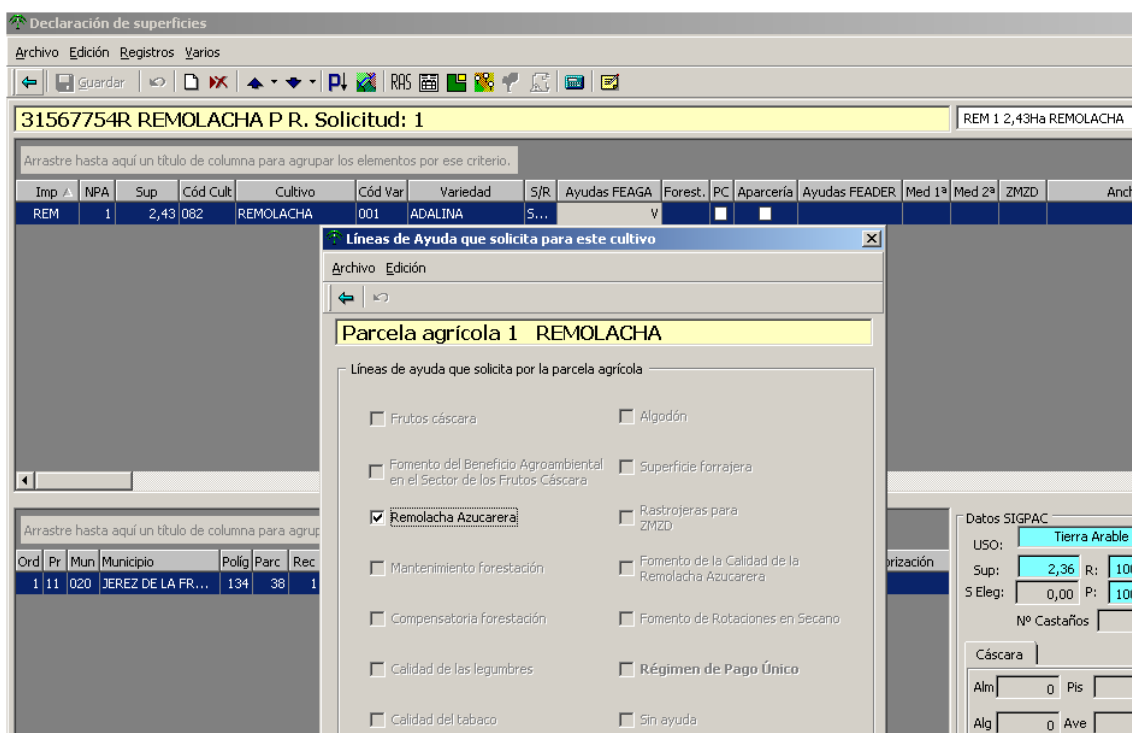 Declaración de superficies
Archivo Edición Registros Varios
Guardar RAS
31567754R REMOLACHA P R. Solicitud: 1
REM 1 2,43Ha REMOLACHA
Arrastre hasta aquí un título de columna para agrupar los elementos por ese criterio.
Imp NPA Sup Cód Cult Cultivo Cód Var Variedad S/R Ayudas FEAGA Forest. PC Aparcería Ayudas FEADER Med 1ª Med 2ª ZMZD Anch
REM 1 2,43 082 REMOLACHA 001 ADALINA S... V
Líneas de Ayuda que solicita para este cultivo
Archivo Edición
Parcela agrícola 1 REMOLACHA
Líneas de ayuda que solicita por la parcela agrícola
Frutos cáscara
Algodón
Fomento del Beneficio Agroambiental
en el Sector de los Frutos Cáscara
Superficie forrajera
Remolacha Azucarera
Rastrojeras para
ZMZD
Mantenimiento forestación
Fomento de la Calidad de la
Remolacha Azucarera
Compensatoria forestación
Fomento de Rotaciones en Secano
Calidad de las legumbres
Régimen de Pago Único
Calidad del tabaco
Sin ayuda
Arrastre hasta aquí un título de columna para agrup
Ord Pr Mun Municipio Políg Parc Rec
1 11 020 JEREZ DE LA FR... 134 38 1
orización
Datos SIGPAC
USO: Tierra Arable
Sup: 2,36 R: 100
S Eleg: 0,00 P: 100
Nº Castaños
Cáscara
Alm 0 Pis
Alg 0 Ave